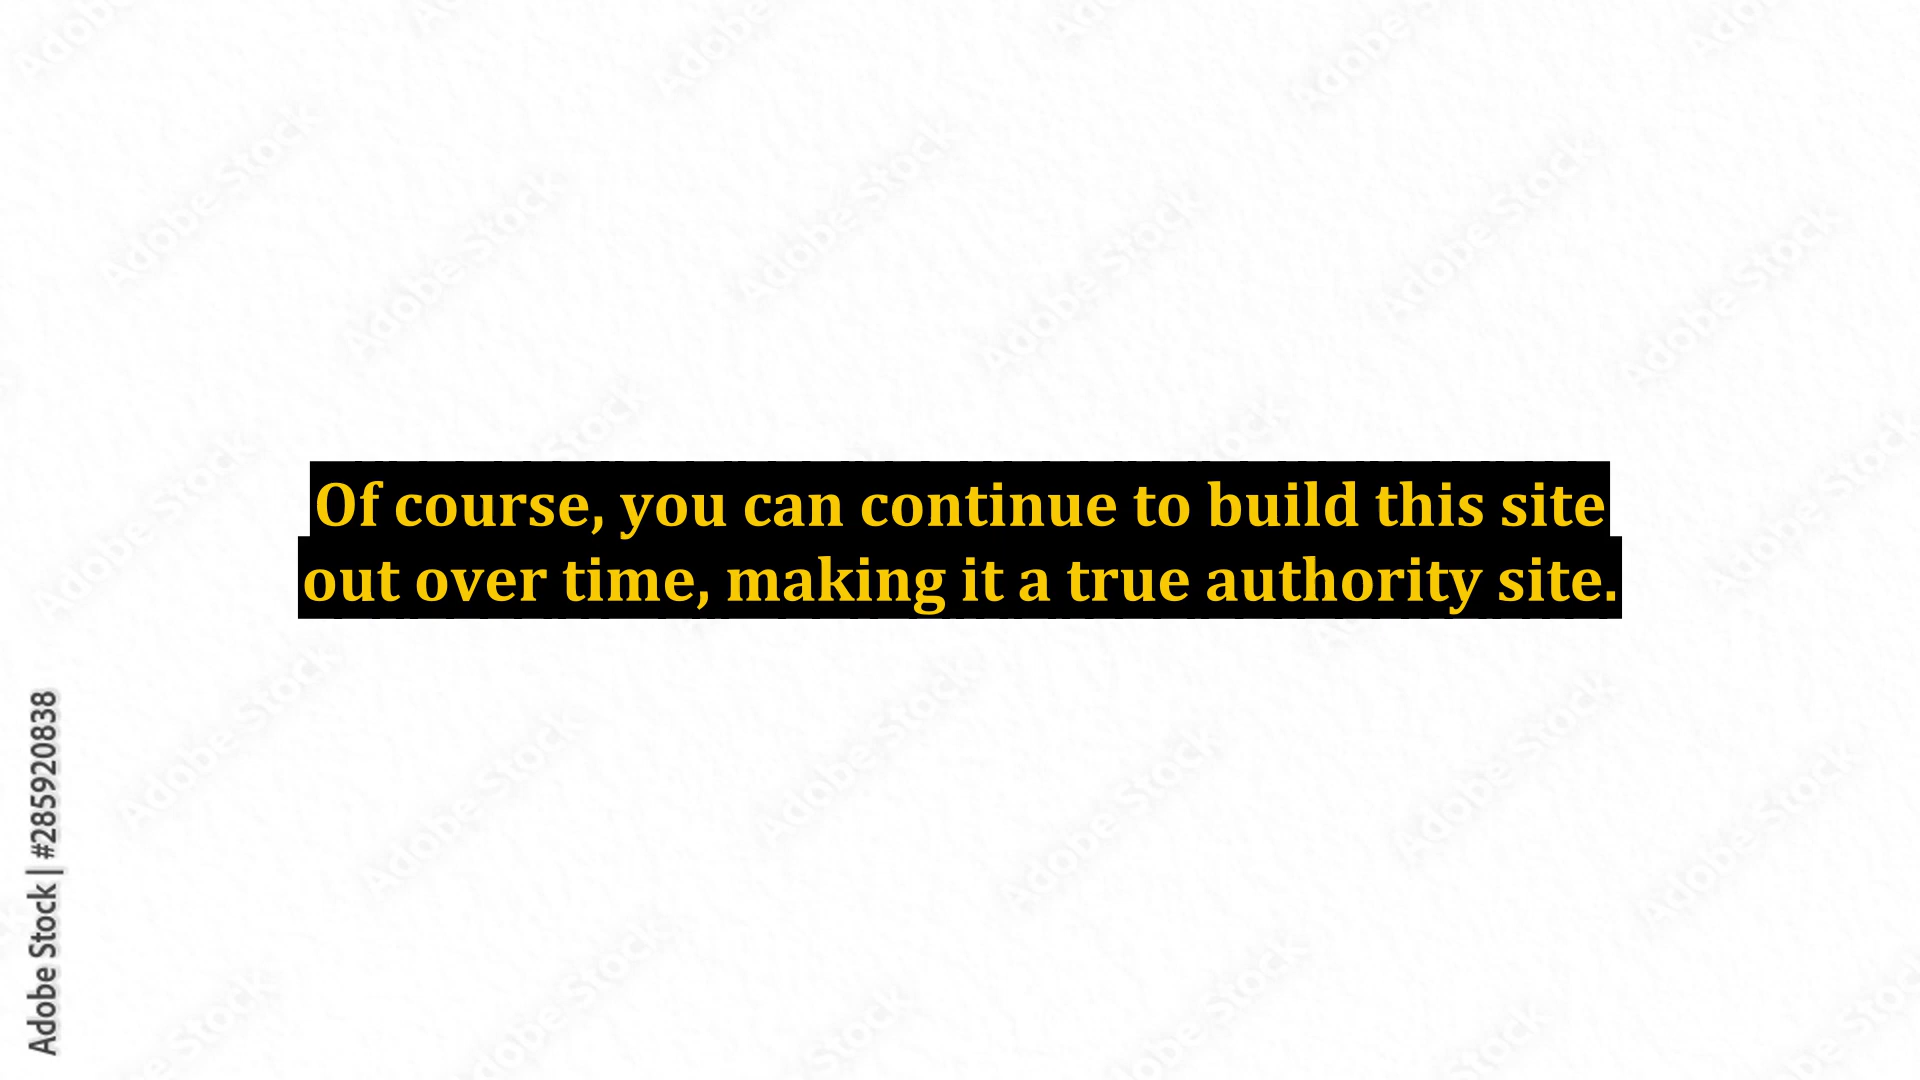 Of course, you can continue to build this site
out over time, making it a true authority site.
Adobe Stock | #285920838